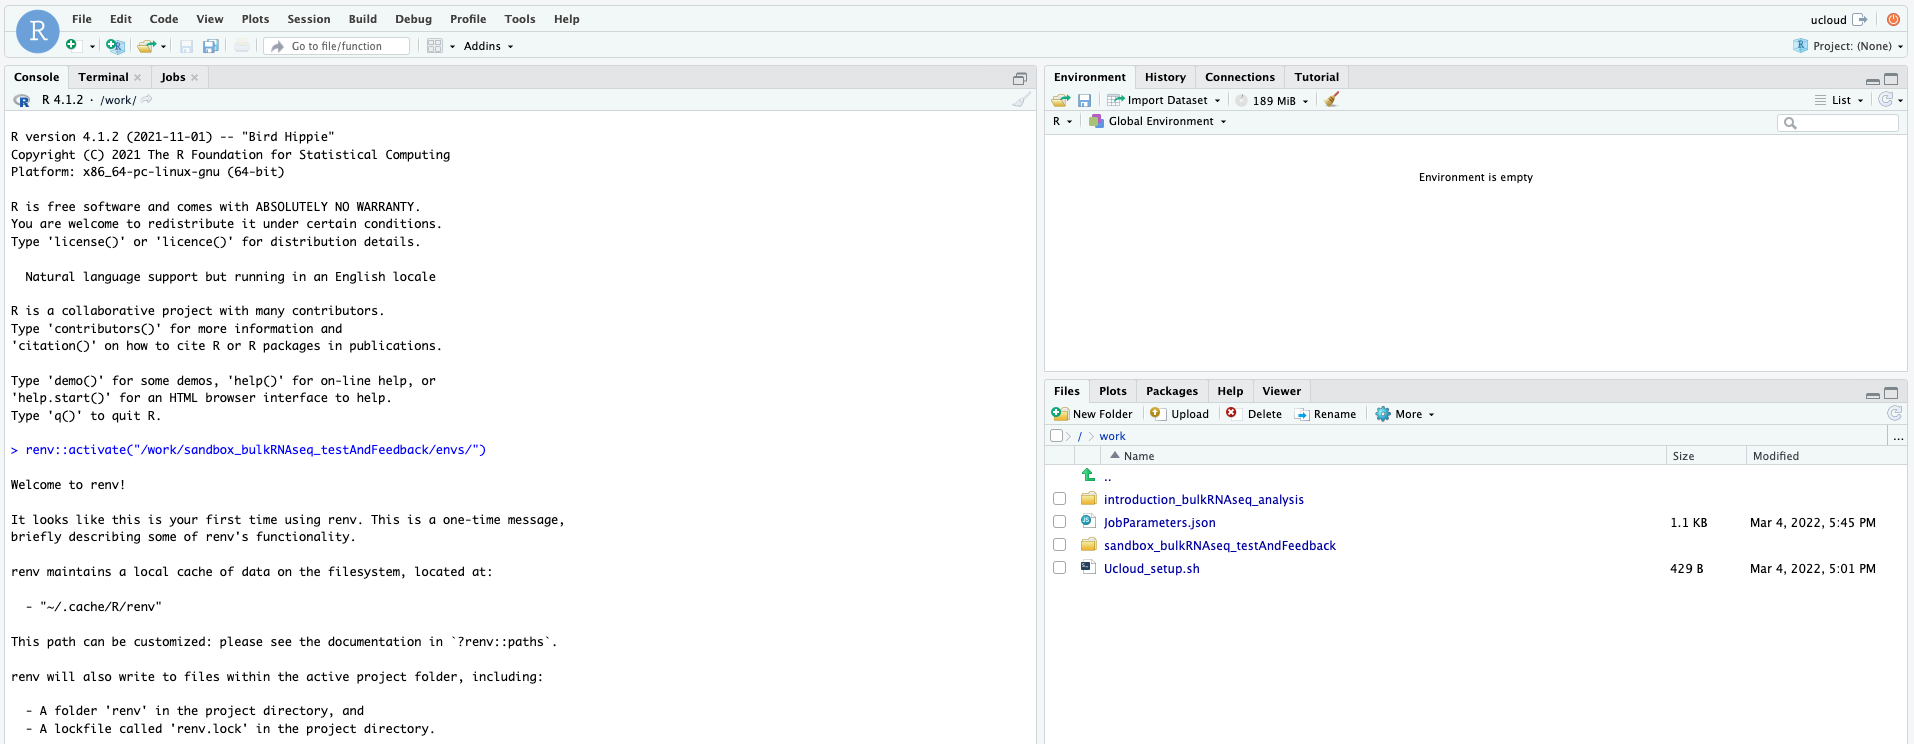 File Edit Code View Plots Session Build Debug Profile Tools Help
ucloud
R
Go to file/function
Addins
Project: (None)
Console Terminal Jobs
R 4.1.2 · /work/
R version 4.1.2 (2021-11-01) -- "Bird Hippie"
Copyright (C) 2021 The R Foundation for Statistical Computing
Platform: x86_64-pc-linux-gnu (64-bit)
R is free software and comes with ABSOLUTELY NO WARRANTY.
You are welcome to redistribute it under certain conditions.
Type 'license()' or 'licence()' for distribution details.
Natural language support but running in an English locale
R is a collaborative project with many contributors.
Type 'contributors()' for more information and
'citation()' on how to cite R or R packages in publications.
Type 'demo()' for some demos, 'help()' for on-line help, or
'help.start()' for an HTML browser interface to help.
Type 'q()' to quit R.
> renv::activate("/work/sandbox_bulkRNAseq_testAndFeedback/envs/")
Welcome to renv!
It looks like this is your first time using renv. This is a one-time message,
briefly describing some of renv's functionality.
renv maintains a local cache of data on the filesystem, located at:
- "~/.cache/R/renv"
This path can be customized: please see the documentation in `?renv::paths`.
renv will also write to files within the active project folder, including:
- A folder 'renv' in the project directory, and
- A lockfile called 'renv.lock' in the project directory.
Environment History Connections Tutorial
Import Dataset 189 MiB List
R Global Environment
Environment is empty
Files Plots Packages Help Viewer
New Folder Upload Delete Rename More
/ work ...
Name Size Modified
..
introduction_bulkRNAseq_analysis
JobParameters.json 1.1 KB Mar 4, 2022, 5:45 PM
sandbox_bulkRNAseq_testAndFeedback
Ucloud_setup.sh 429 B Mar 4, 2022, 5:01 PM